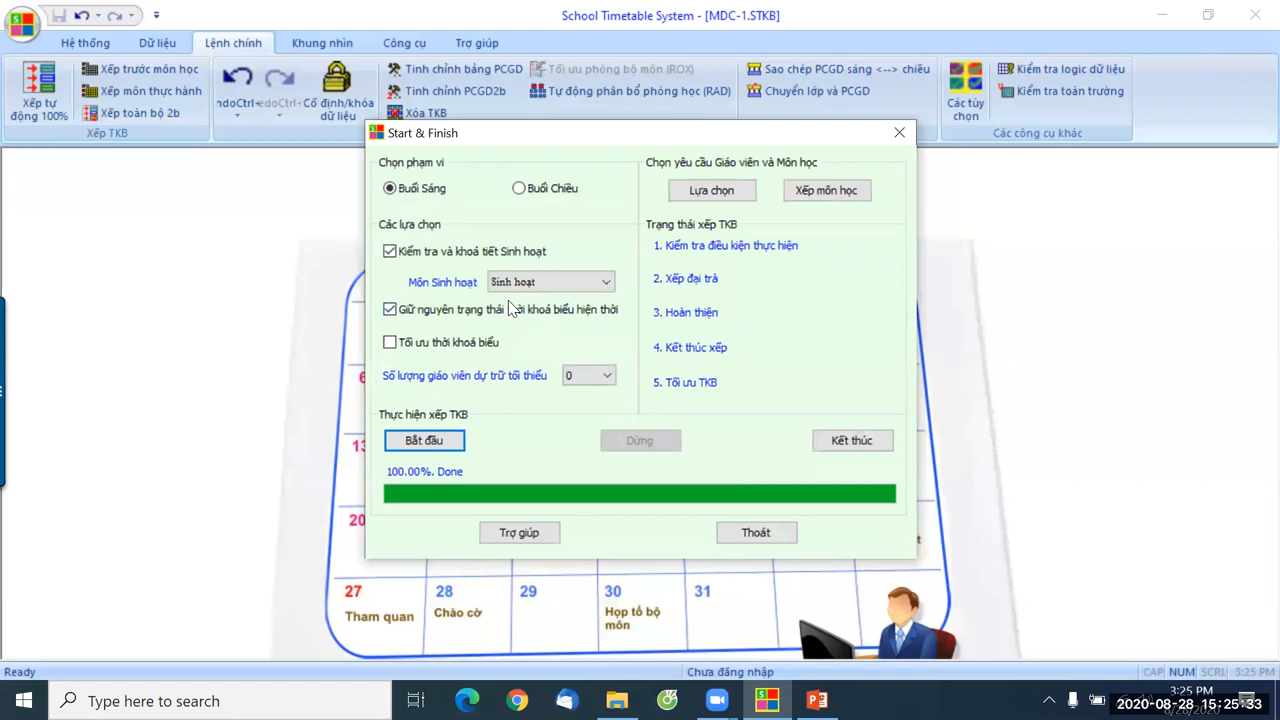 School Timetable System - [MDC-1.STKB]
Hệ thống
Dữ liệu
Lệnh chính
Khung nhìn
Công cụ
Trợ giúp
Xếp tự
động 100%
Xếp trước môn học
Xếp môn thực hành
Xếp toàn bộ 2b
Xếp TKB
ndoCtrl+
edoCtrl+
Cố định/khóa
dữ liệu
Tinh chỉnh từ PCGD
Tinh chỉnh PCGD2b
Xóa TKB
Tối ưu phòng bộ môn (ROX)
Tự động phân bổ phòng học (RAD)
Sao chép PCGD sáng <--> chiều
Chuyển lớp và PCGD
Các tùy
chọn
Kiểm tra logic dữ liệu
Kiểm tra toàn trường
Các công cụ khác
Start & Finish
Chọn phạm vi
Buổi Sáng
Buổi Chiều
Các lựa chọn
Kiểm tra và khoá tiết Sinh hoạt
Môn Sinh hoạt
Sinh hoạt
Giữ nguyên trạng thái thời khoá biểu hiện thời
Tối ưu thời khoá biểu
Số lượng giáo viên dự trữ tối thiểu
0
Chọn yêu cầu Giáo viên và Môn học
Lựa chọn
Xếp môn học
Trạng thái xếp TKB
1. Kiểm tra điều kiện thực hiện
2. Xếp đại trà
3. Hoàn thiện
4. Kết thúc xếp
5. Tối ưu TKB
Thực hiện xếp TKB
Bắt đầu
Dừng
Kết thúc
100.00%. Done
Trợ giúp
Thoát
6
13
20
t
27
Tham quan
28
Chào cờ
29
30
Họp tổ bộ
môn
31
Ready
Chưa đăng nhập
CAP
NUM
SCRL
3:25 PM
Type here to search
3:25 PM
2020-08-28 15:25:33